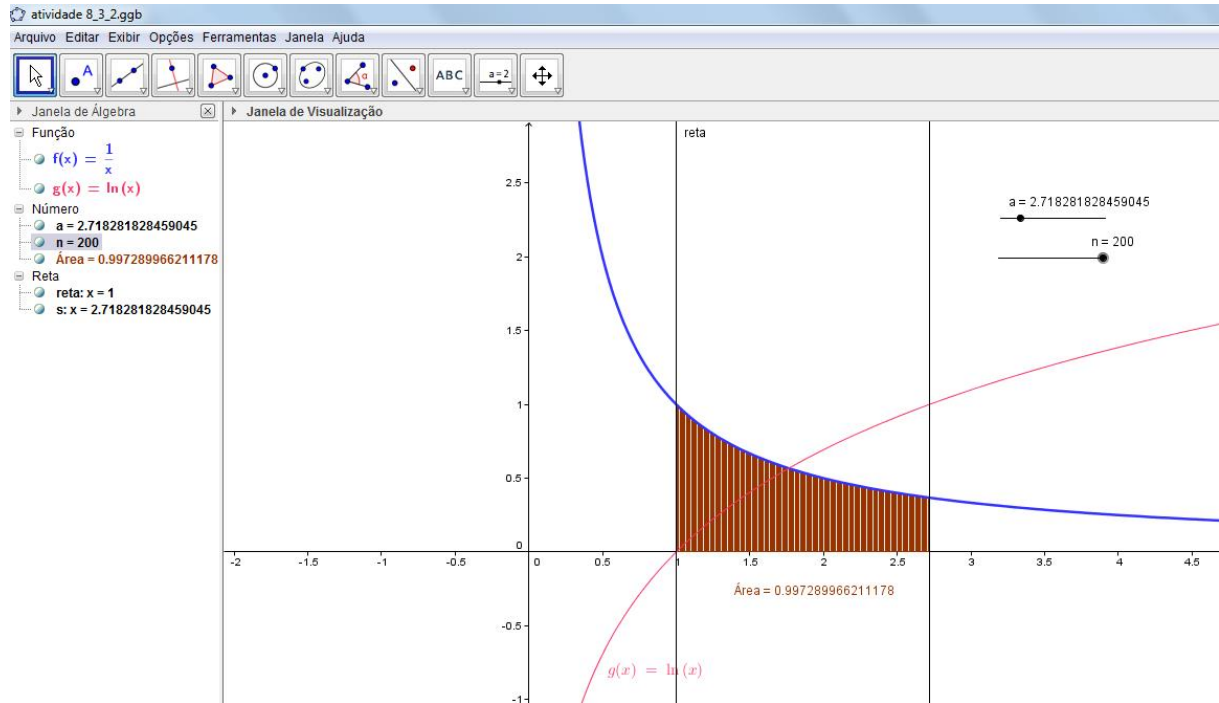 atividade 8_3_2.ggb
Arquivo Editar Exibir Opções Ferramentas Janela Ajuda
A α ABC a=2
Janela de Álgebra
Janela de Visualização
Função
f(x) = 1/x
g(x) = ln(x)
Número
a = 2.718281828459045
n = 200
Área = 0.997289966211178
Reta
reta: x = 1
s: x = 2.718281828459045
reta
a = 2.718281828459045
n = 200
2.5
2
1.5
1
0.5
0
-2 -1.5 -1 -0.5 0 0.5 1 1.5 2 2.5 3 3.5 4 4.5
Área = 0.997289966211178
-0.5
g(x) = ln(x)
-1